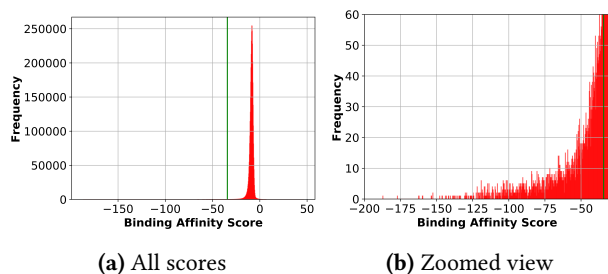 250000
200000
150000
100000
50000
0
Frequency
−150 −100 −50 0 50
Binding Affinity Score
(a) All scores
60
50
40
30
20
10
0
Frequency
−200 −175 −150 −125 −100 −75 −50
Binding Affinity Score
(b) Zoomed view